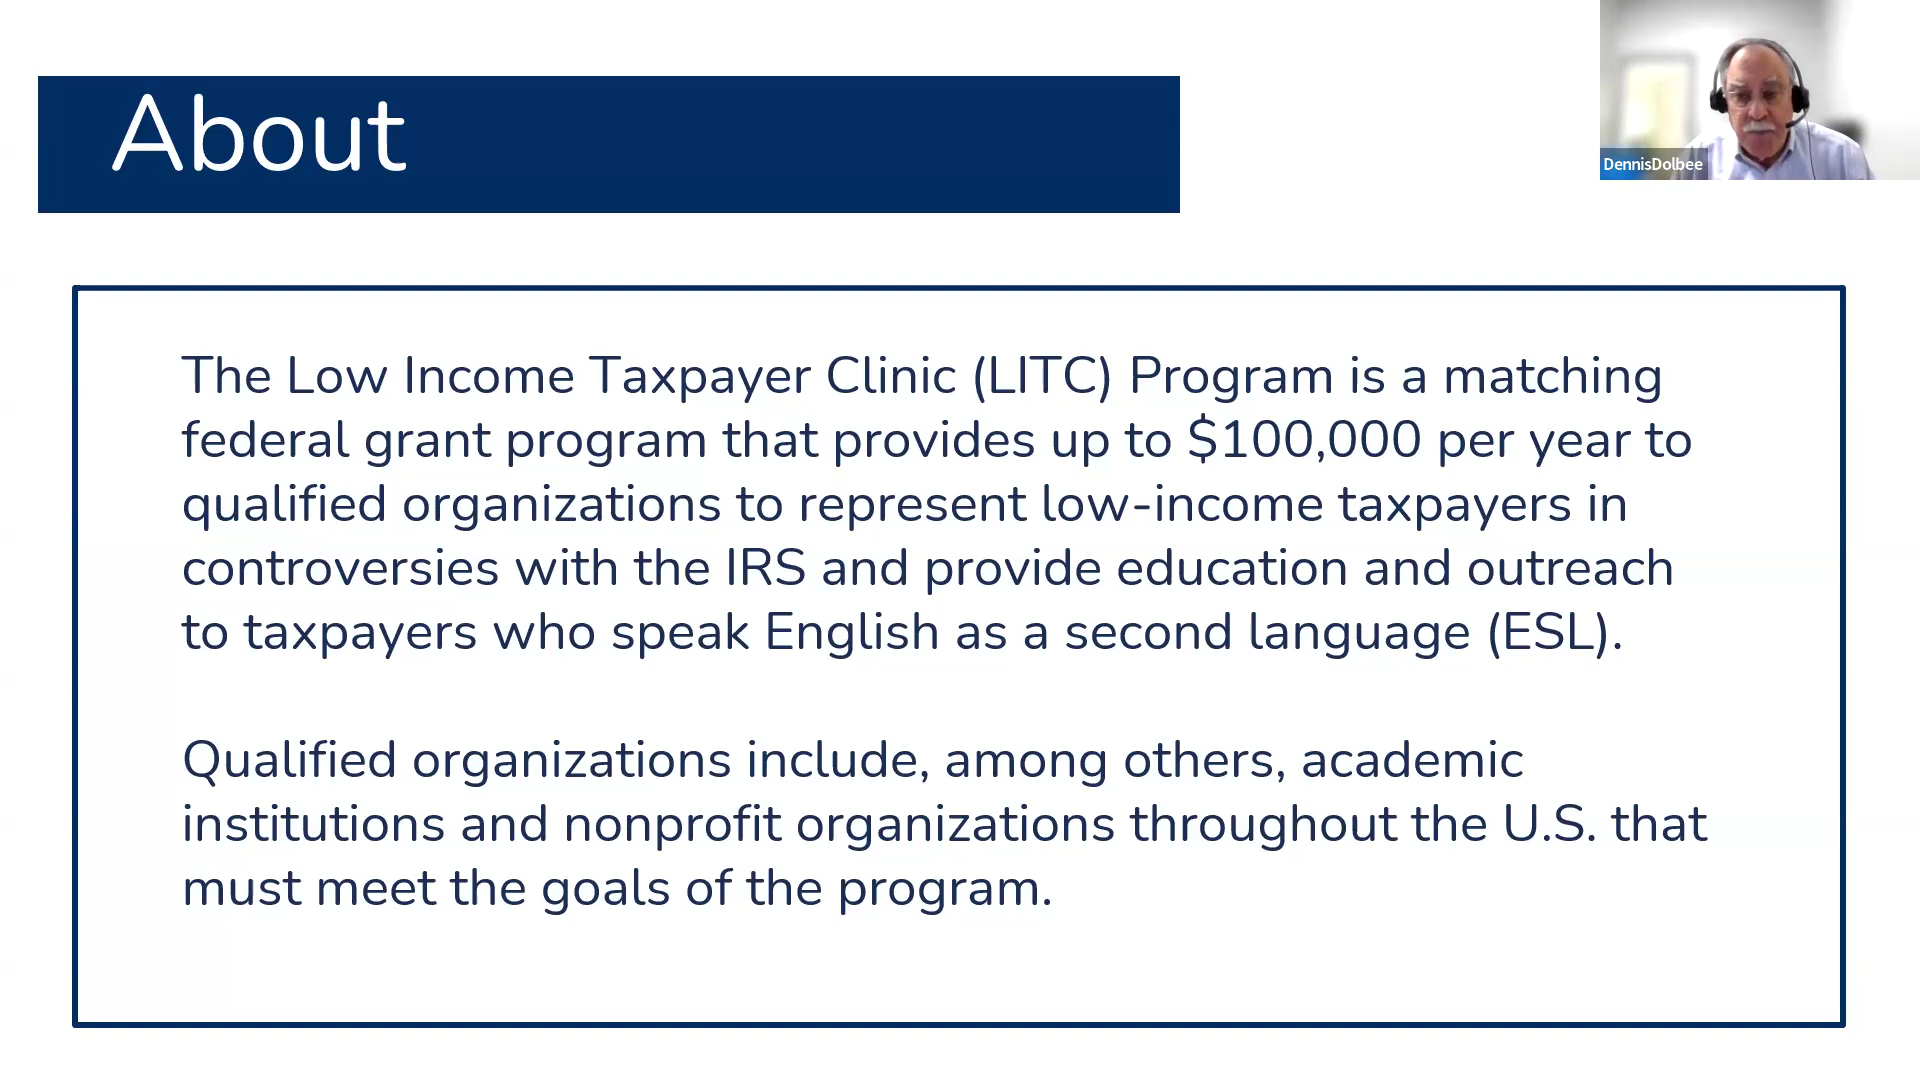 About
DennisDolbee
The Low Income Taxpayer Clinic (LITC) Program is a matching
federal grant program that provides up to $100,000 per year to
qualified organizations to represent low-income taxpayers in
controversies with the IRS and provide education and outreach
to taxpayers who speak English as a second language (ESL).
Qualified organizations include, among others, academic
institutions and nonprofit organizations throughout the U.S. that
must meet the goals of the program.